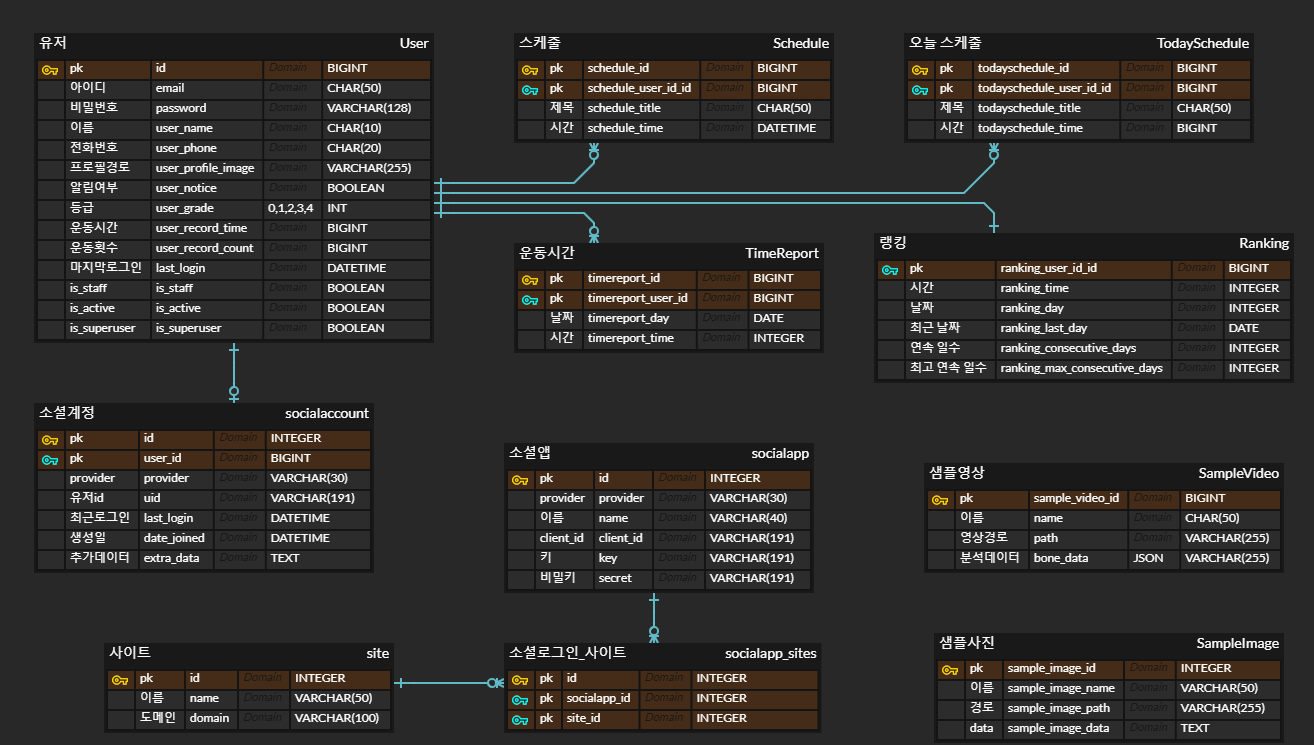 유저 User
pk id Domain BIGINT
아이디 email Domain CHAR(50)
비밀번호 password Domain VARCHAR(128)
이름 user_name Domain CHAR(10)
전화번호 user_phone Domain CHAR(20)
프로필경로 user_profile_image Domain VARCHAR(255)
알림여부 user_notice Domain BOOLEAN
등급 user_grade 0,1,2,3,4 INT
운동시간 user_record_time Domain BIGINT
운동횟수 user_record_count Domain BIGINT
마지막로그인 last_login Domain DATETIME
is_staff is_staff Domain BOOLEAN
is_active is_active Domain BOOLEAN
is_superuser is_superuser Domain BOOLEAN
스케줄 Schedule
pk schedule_id Domain BIGINT
pk schedule_user_id_id Domain BIGINT
제목 schedule_title Domain CHAR(50)
시간 schedule_time Domain DATETIME
오늘 스케줄 TodaySchedule
pk todayschedule_id Domain BIGINT
pk todayschedule_user_id_id Domain BIGINT
제목 todayschedule_title Domain CHAR(50)
시간 todayschedule_time Domain BIGINT
운동시간 TimeReport
pk timereport_id Domain BIGINT
pk timereport_user_id Domain BIGINT
날짜 timereport_day Domain DATE
시간 timereport_time Domain INTEGER
랭킹 Ranking
pk ranking_user_id_id Domain BIGINT
시간 ranking_time Domain INTEGER
날짜 ranking_day Domain INTEGER
최근 날짜 ranking_last_day Domain DATE
연속 일수 ranking_consecutive_days Domain INTEGER
최고 연속 일수 ranking_max_consecutive_days Domain INTEGER
소셜계정 socialaccount
pk id Domain INTEGER
pk user_id Domain BIGINT
provider provider Domain VARCHAR(30)
유저id uid Domain VARCHAR(191)
최근로그인 last_login Domain DATETIME
생성일 date_joined Domain DATETIME
추가데이터 extra_data Domain TEXT
소셜앱 socialapp
pk id Domain INTEGER
provider provider Domain VARCHAR(30)
이름 name Domain VARCHAR(40)
client_id client_id Domain VARCHAR(191)
키 key Domain VARCHAR(191)
비밀키 secret Domain VARCHAR(191)
샘플영상 SampleVideo
pk sample_video_id Domain BIGINT
이름 name Domain CHAR(50)
영상경로 path Domain VARCHAR(255)
분석데이터 bone_data JSON VARCHAR(255)
사이트 site
pk id Domain INTEGER
이름 name Domain VARCHAR(50)
도메인 domain Domain VARCHAR(100)
소셜로그인_사이트 socialapp_sites
pk id Domain INTEGER
pk socialapp_id Domain INTEGER
pk site_id Domain INTEGER
샘플사진 SampleImage
pk sample_image_id Domain INTEGER
이름 sample_image_name Domain VARCHAR(50)
경로 sample_image_path Domain VARCHAR(255)
data sample_image_data Domain TEXT